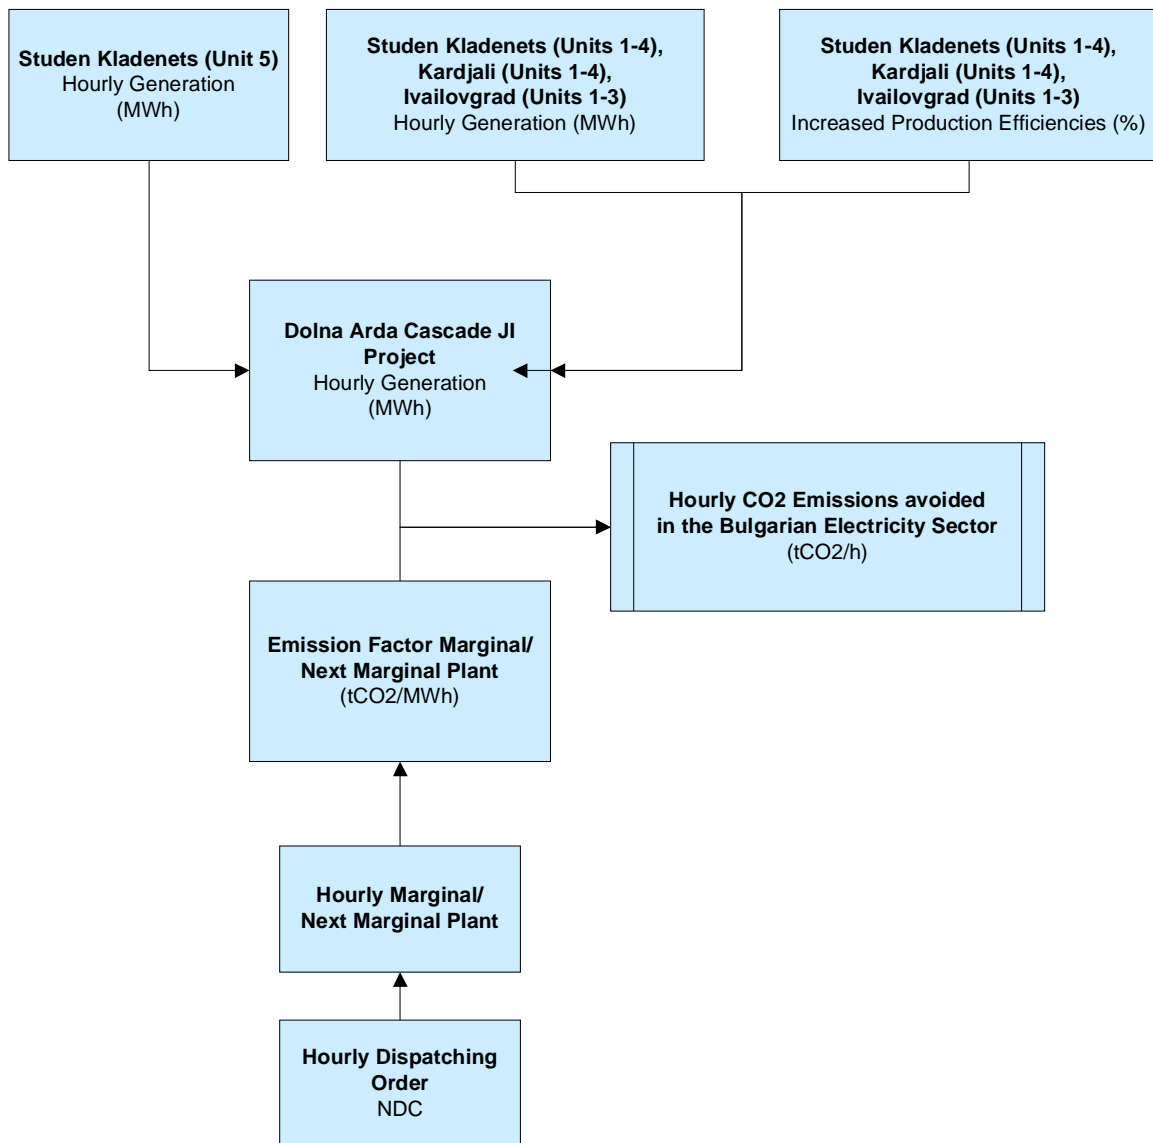 Studen Kladenets (Unit 5)
Hourly Generation
(MWh)
Studen Kladenets (Units 1-4),
Kardjali (Units 1-4),
Ivailovgrad (Units 1-3)
Hourly Generation (MWh)
Studen Kladenets (Units 1-4),
Kardjali (Units 1-4),
Ivailovgrad (Units 1-3)
Increased Production Efficiencies (%)
Dolna Arda Cascade JI
Project
Hourly Generation
(MWh)
Hourly CO2 Emissions avoided
in the Bulgarian Electricity Sector
(tCO2/h)
Emission Factor Marginal/
Next Marginal Plant
(tCO2/MWh)
Hourly Marginal/
Next Marginal Plant
Hourly Dispatching
Order
NDC